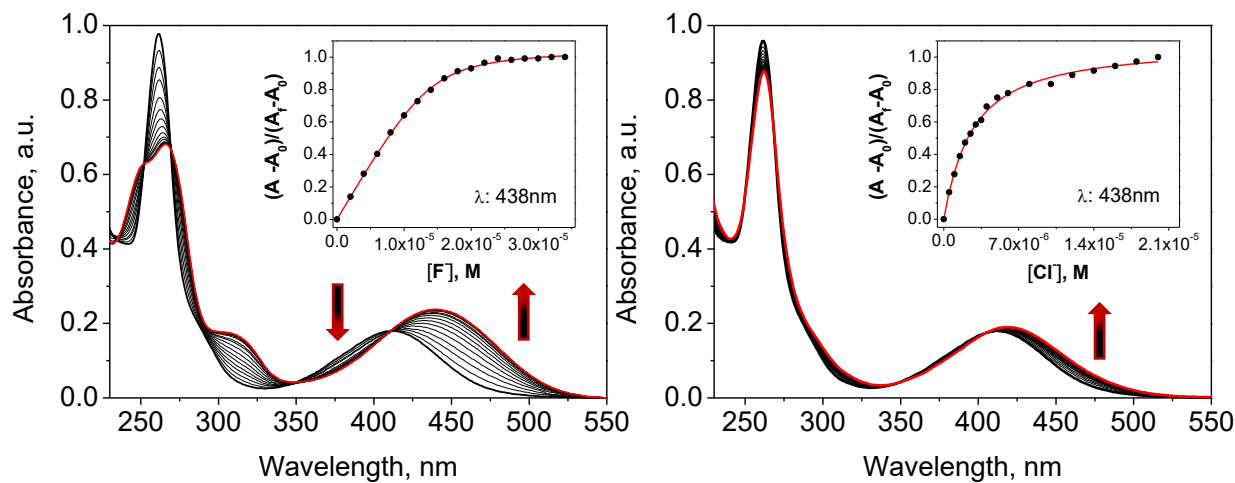 1.0
0.8
0.6
0.4
0.2
0.0
Absorbance, a.u.
250 300 350 400 450 500 550
Wavelength, nm
(A -A₀)/(A_f-A₀)
1.0
0.8
0.6
0.4
0.2
0.0
0.0 1.0x10⁻⁵ 2.0x10⁻⁵ 3.0x10⁻⁵
[F⁻], M
λ: 438nm
1.0
0.8
0.6
0.4
0.2
0.0
Absorbance, a.u.
250 300 350 400 450 500 550
Wavelength, nm
(A -A₀)/(A_f-A₀)
1.0
0.8
0.6
0.4
0.2
0.0
0.0 7.0x10⁻⁶ 1.4x10⁻⁵ 2.1x10⁻⁵
[Cl⁻], M
λ: 438nm